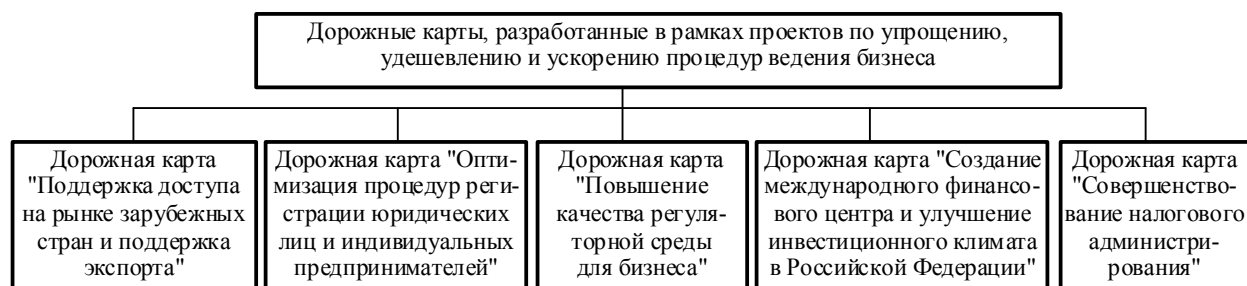 Дорожные карты, разработанные в рамках проектов по упрощению,
удешевлению и ускорению процедур ведения бизнеса
Дорожная карта
"Поддержка доступа
на рынке зарубежных
стран и поддержка
экспорта"
Дорожная карта "Опти-
мизация процедур реги-
страции юридических
лиц и индивидуальных
предпринимателей"
Дорожная карта
"Повышение
качества регуля-
торной среды
для бизнеса"
Дорожная карта "Создание
международного финансо-
вого центра и улучшение
инвестиционного климата
в Российской Федерации"
Дорожная карта
"Совершенство-
вание налогового
администри-
рования"